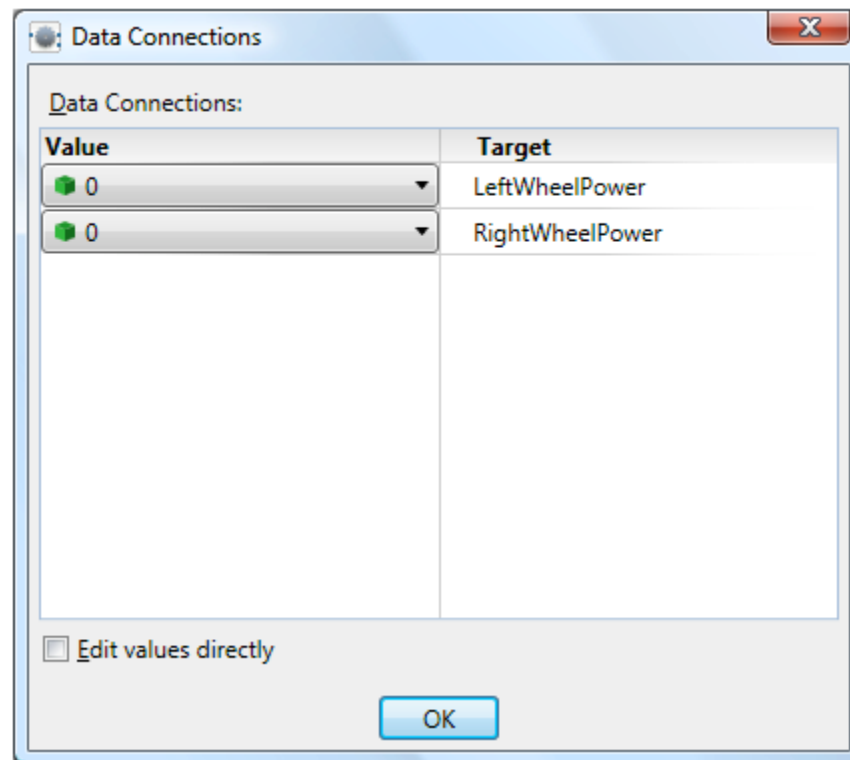 Data Connections
Data Connections:
Value Target
0 LeftWheelPower
0 RightWheelPower
Edit values directly
OK